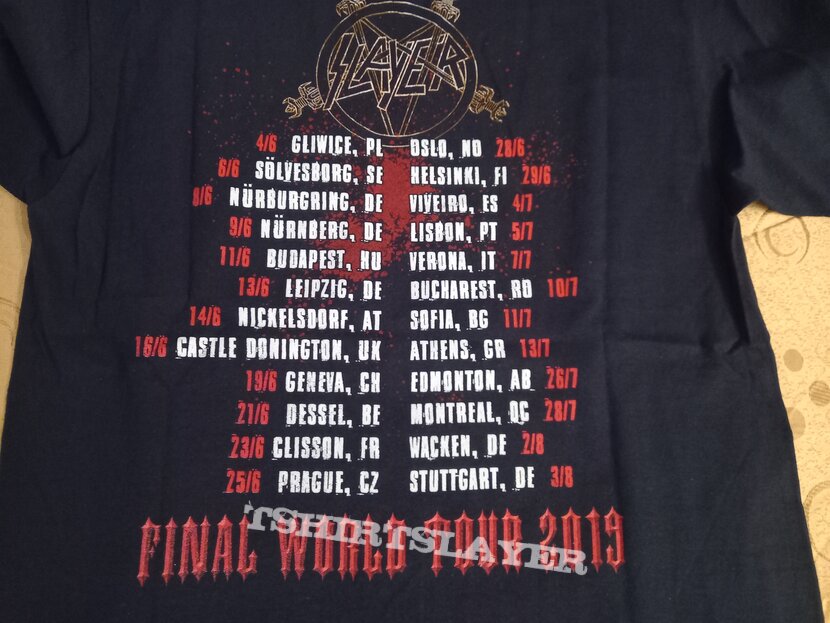 SLAYER
4/6 GLIWICE, PL OSLO, NO 28/6
6/6 SÖLVESBORG, SE HELSINKI, FI 29/6
8/6 NÜRBURGRING, DE VIVEIRO, ES 4/7
9/6 NÜRNBERG, DE LISBON, PT 5/7
11/6 BUDAPEST, HU VERONA, IT 7/7
13/6 LEIPZIG, DE BUCHAREST, RO 10/7
14/6 NICKELSDORF, AT SOFIA, BG 11/7
16/6 CASTLE DONINGTON, UK ATHENS, GR 13/7
19/6 GENEVA, CH EDMONTON, AB 26/7
21/6 DESSEL, BE MONTREAL, QC 28/7
23/6 CLISSON, FR WACKEN, DE 2/8
25/6 PRAGUE, CZ STUTTGART, DE 3/8
FINAL WORLD TOUR 2019
TSHIRTSLAYER